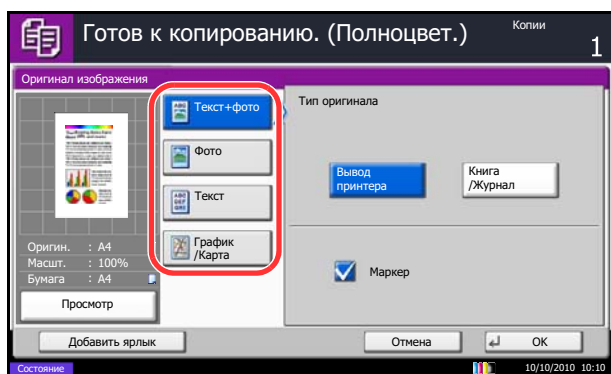 Готов к копированию. (Полноцвет.)
Копии
1
Оригинал изображения
Текст+фото
Фото
Текст
График
/Карта
Тип оригинала
Вывод
принтера
Книга
/Журнал
Маркер
Оригин. : A4
Масшт. : 100%
Бумага : A4
Просмотр
Добавить ярлык
Отмена
OK
Состояние
10/10/2010 10:10